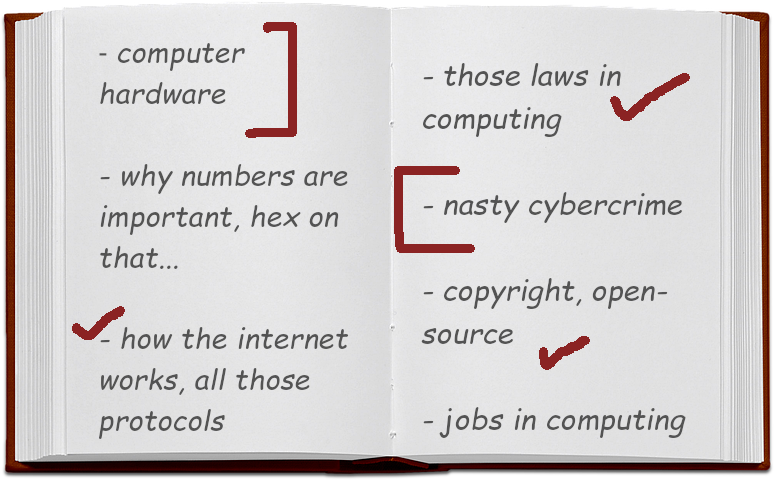 - computer
hardware
- why numbers are
important, hex on
that...
- how the internet
works, all those
protocols
- those laws in
computing
- nasty cybercrime
- copyright, open-
source
- jobs in computing